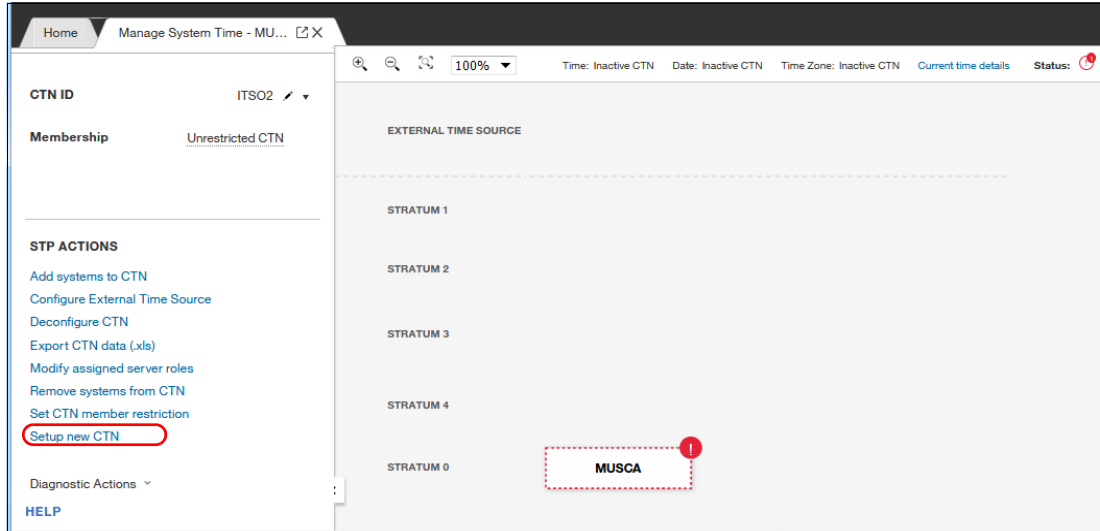 Home
Manage System Time - MU...
100%
Time: Inactive CTN
Date: Inactive CTN
Time Zone: Inactive CTN
Current time details
Status:
CTN ID
ITSO2
Membership
Unrestricted CTN
STP ACTIONS
Add systems to CTN
Configure External Time Source
Deconfigure CTN
Export CTN data (.xls)
Modify assigned server roles
Remove systems from CTN
Set CTN member restriction
Setup new CTN
Diagnostic Actions
HELP
EXTERNAL TIME SOURCE
STRATUM 1
STRATUM 2
STRATUM 3
STRATUM 4
STRATUM 0
MUSCA
!